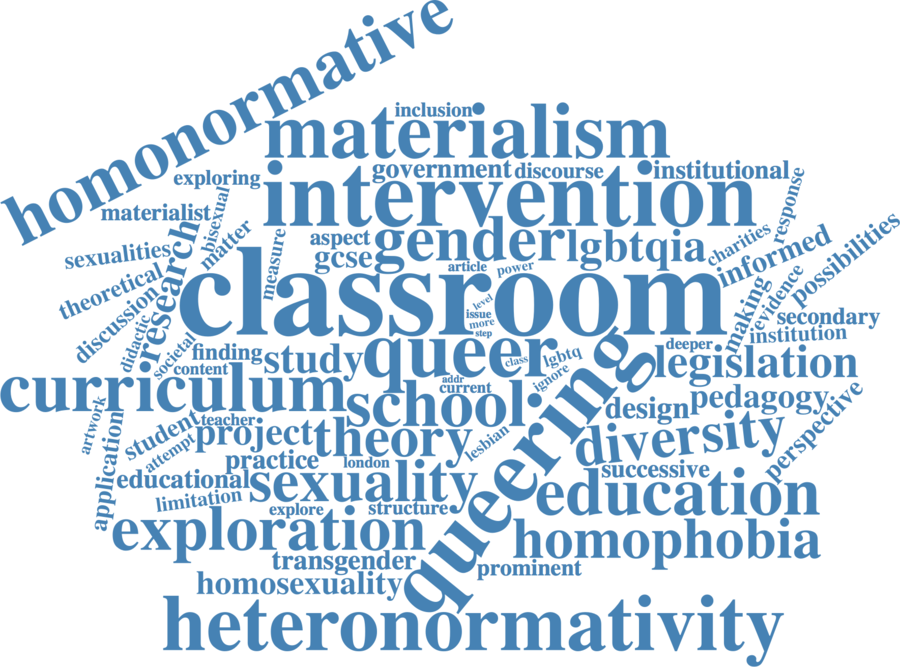 homonormative
inclusion
materialism
government
discourse
institutional
exploring
intervention
response
materialist
bisexual
matter
aspect
gender
lgbtqia
charities
informed
possibilities
sexualities
research
measure
gcse
article
power
theoretical
classroom
making
evidence
level
issue
more
step
secondary
institution
discussion
didactic
societal
finding
content
study
queer
class
lgbtq
ignore
deeper
legislation
curriculum
addr
current
school
queering
design
pedagogy
perspective
artwork
application
student
teacher
attempt
project
theory
lesbian
diversity
practice
london
successive
educational
limitation
sexuality
explore
structure
education
exploration
homophobia
transgender
prominent
homosexuality
heteronormativity